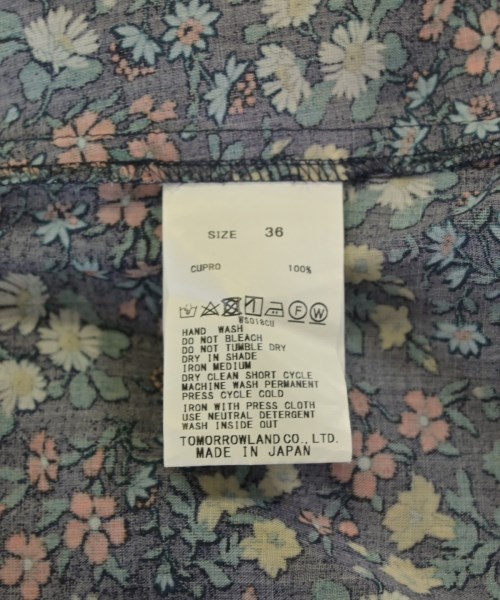 SIZE 36
CUPRO 100%
F W
WS018CU
HAND WASH
DO NOT BLEACH
DO NOT TUMBLE DRY
DRY IN SHADE
IRON MEDIUM
DRY CLEAN SHORT CYCLE
MACHINE WASH PERMANENT
PRESS CYCLE COLD
IRON WITH PRESS CLOTH
USE NEUTRAL DETERGENT
WASH INSIDE OUT
TOMORROWLAND CO., LTD.
MADE IN JAPAN